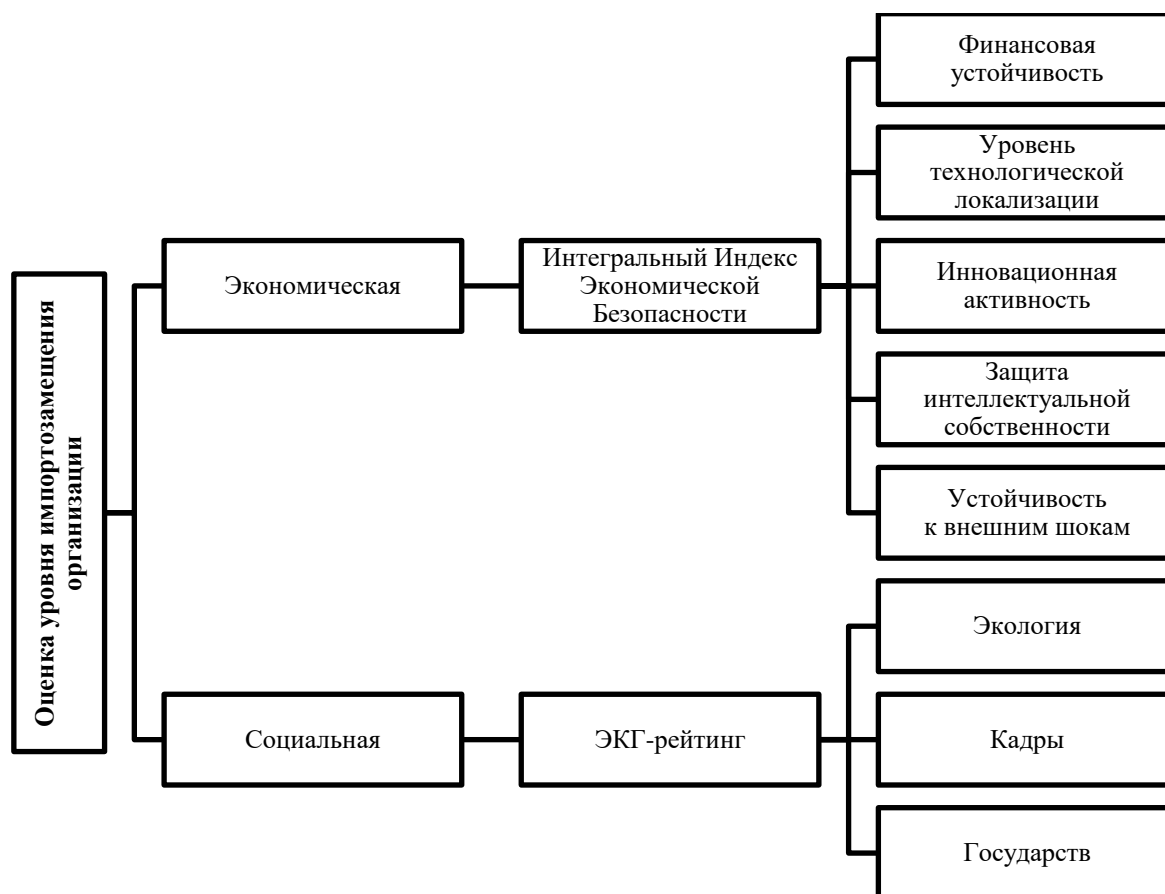 Оценка уровня импортозамещения
организации
Экономическая
Интегральный Индекс
Экономической
Безопасности
Финансовая
устойчивость
Уровень
технологической
локализации
Инновационная
активность
Защита
интеллектуальной
собственности
Устойчивость
к внешним шокам
Социальная
ЭКГ-рейтинг
Экология
Кадры
Государств